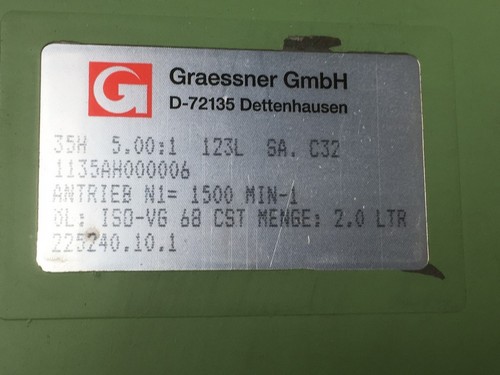 G
Graessner GmbH
D-72135 Dettenhausen
35H 5.00:1 123L SA. C32
1135AH000006
ANTRIEB N1= 1500 MIN-1
ÖL: ISO-VG 68 CST MENGE: 2.0 LTR
225240.10.1